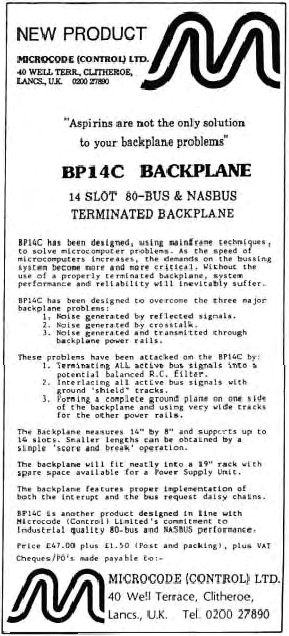 NEW PRODUCT
MICROCODE (CONTROL) LTD.
40 WELL TERR., CLITHEROE,
LANCS., U.K. 0200 27890
"Aspirins are not the only solution
to your backplane problems"
BP14C BACKPLANE
14 SLOT 80-BUS & NASBUS
TERMINATED BACKPLANE
BP14C has been designed, using mainframe techniques,
to solve microcomputer problems. As the speed of
microcomputers increases, the demands on the bussing
system become more and more critical. Without the
use of a properly terminated backplane, system
performance and reliability will inevitably suffer.
BP14C has been designed to overcome the three major
backplane problems:
1. Noise generated by reflected signals.
2. Noise generated by crosstalk.
3. Noise generated and transmitted through
backplane power rails.
These problems have been attacked on the BP14C by:
1. Terminating ALL active bus signals into a
potential balanced R.C. filter.
2. Interlacing all active bus signals with
ground 'shield' tracks.
3. Forming a complete ground plane on one side
of the backplane and using very wide tracks
for the other power rails.
The Backplane measures 14" by 8" and supports up to
14 slots. Smaller lengths can be obtained by a
simple 'score and break' operation.
The backplane will fit neatly into a 19" rack with
spare space available for a Power Supply Unit.
The backplane features proper implementation of
both the interupt and the bus request daisy chains.
BP14C is another product designed in line with
Microcode (Control) Limited's commitment to
Industrial quality 80-bus and NASBUS performance.
Price £47.00 plus £1.50 (Post and packing), plus VAT
Cheques/PO's made payable to:-
MICROCODE (CONTROL) LTD.
40 Well Terrace, Clitheroe,
Lancs., U.K. Tel. 0200 27890